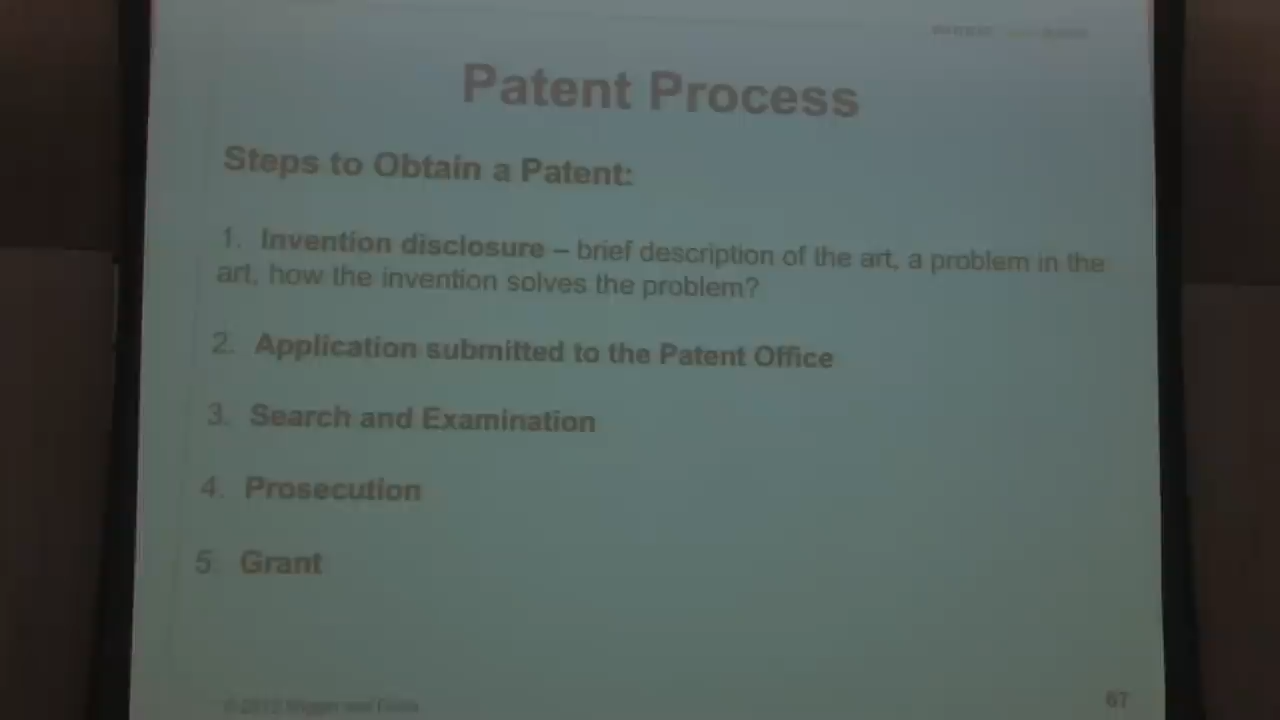 Patent Process
Steps to Obtain a Patent:
1. Invention disclosure – brief description of the art, a problem in the
art, how the invention solves the problem?
2. Application submitted to the Patent Office
3. Search and Examination
4. Prosecution
5. Grant
67